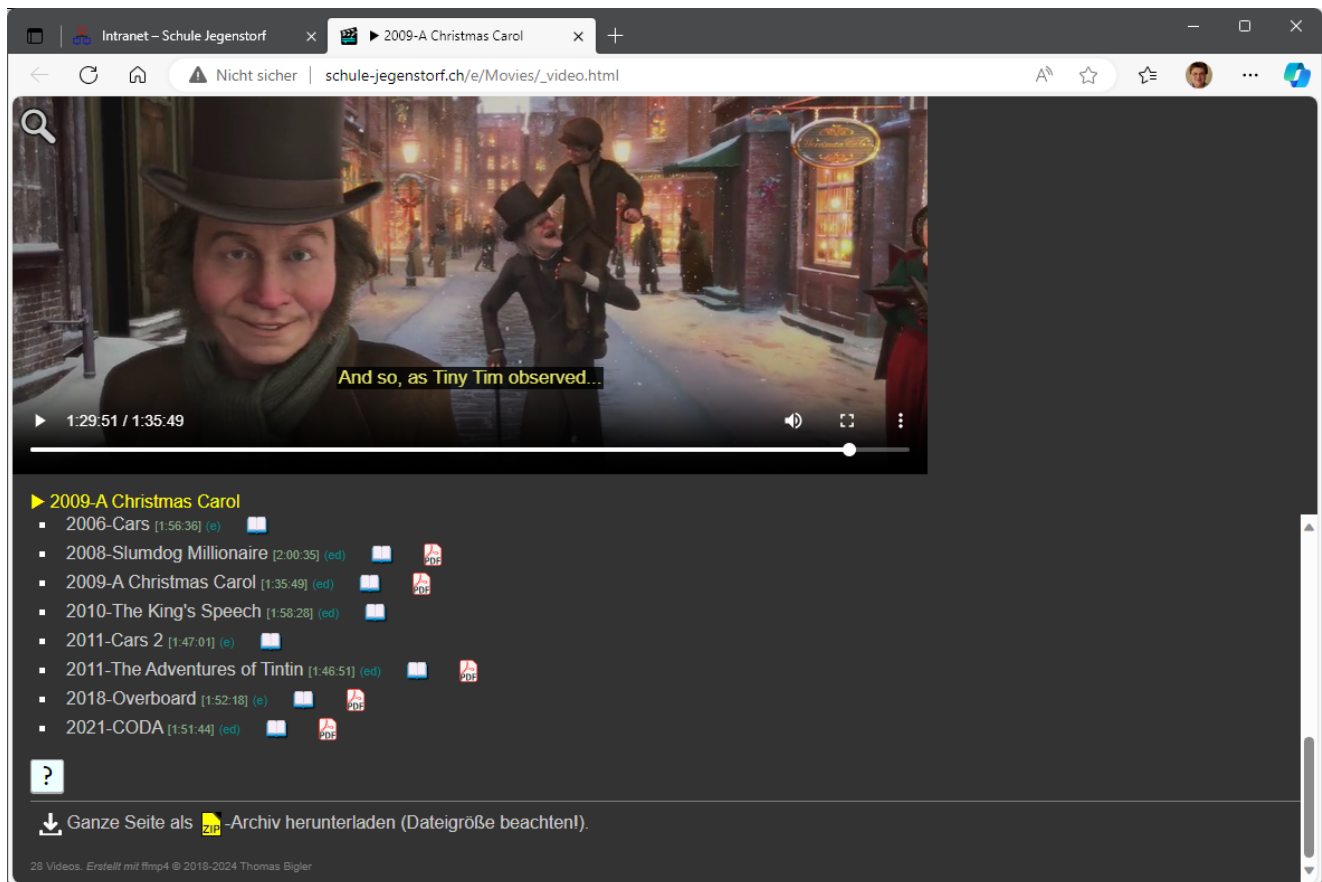 Intranet – Schule Jegenstorf
▶ 2009-A Christmas Carol
Nicht sicher
schule-jegenstorf.ch/e/Movies/_video.html
And so, as Tiny Tim observed...
1:29:51 / 1:35:49
▶ 2009-A Christmas Carol
2006-Cars [1:56:36] (e)
2008-Slumdog Millionaire [2:00:35] (ed) PDF
2009-A Christmas Carol [1:35:49] (ed) PDF
2010-The King's Speech [1:58:28] (ed)
2011-Cars 2 [1:47:01] (e)
2011-The Adventures of Tintin [1:46:51] (ed) PDF
2018-Overboard [1:52:18] (e) PDF
2021-CODA [1:51:44] (ed) PDF
?
Ganze Seite als ZIP -Archiv herunterladen (Dateigröße beachten!).
28 Videos. Erstellt mit ffmp4 © 2018-2024 Thomas Bigler